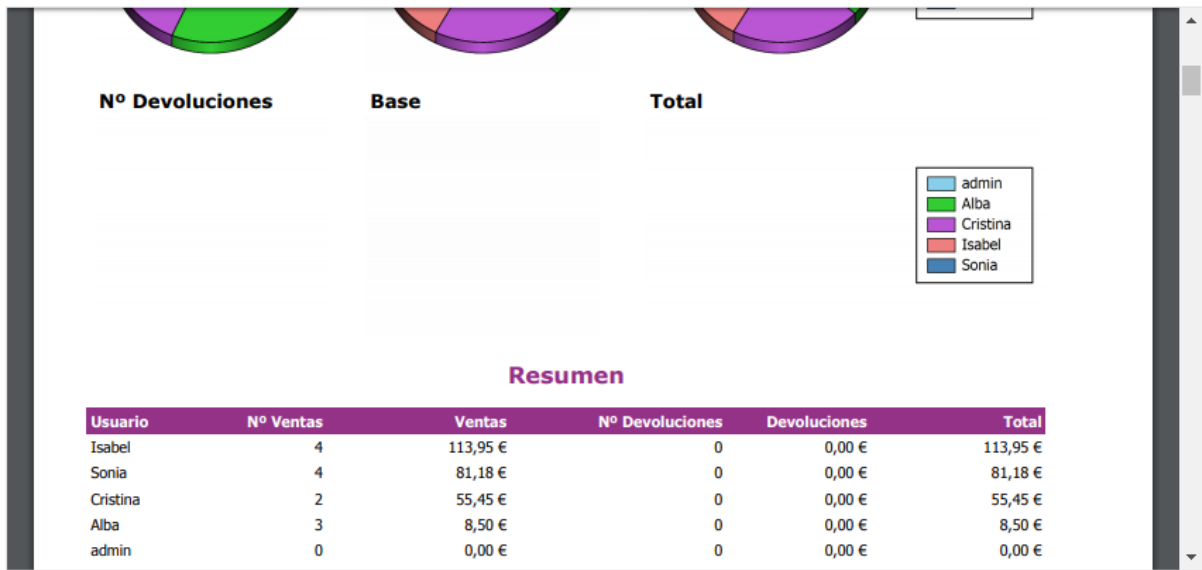 Nº Devoluciones Base Total
admin
Alba
Cristina
Isabel
Sonia
Resumen
Usuario Nº Ventas Ventas Nº Devoluciones Devoluciones Total
Isabel 4 113,95 € 0 0,00 € 113,95 €
Sonia 4 81,18 € 0 0,00 € 81,18 €
Cristina 2 55,45 € 0 0,00 € 55,45 €
Alba 3 8,50 € 0 0,00 € 8,50 €
admin 0 0,00 € 0 0,00 € 0,00 €